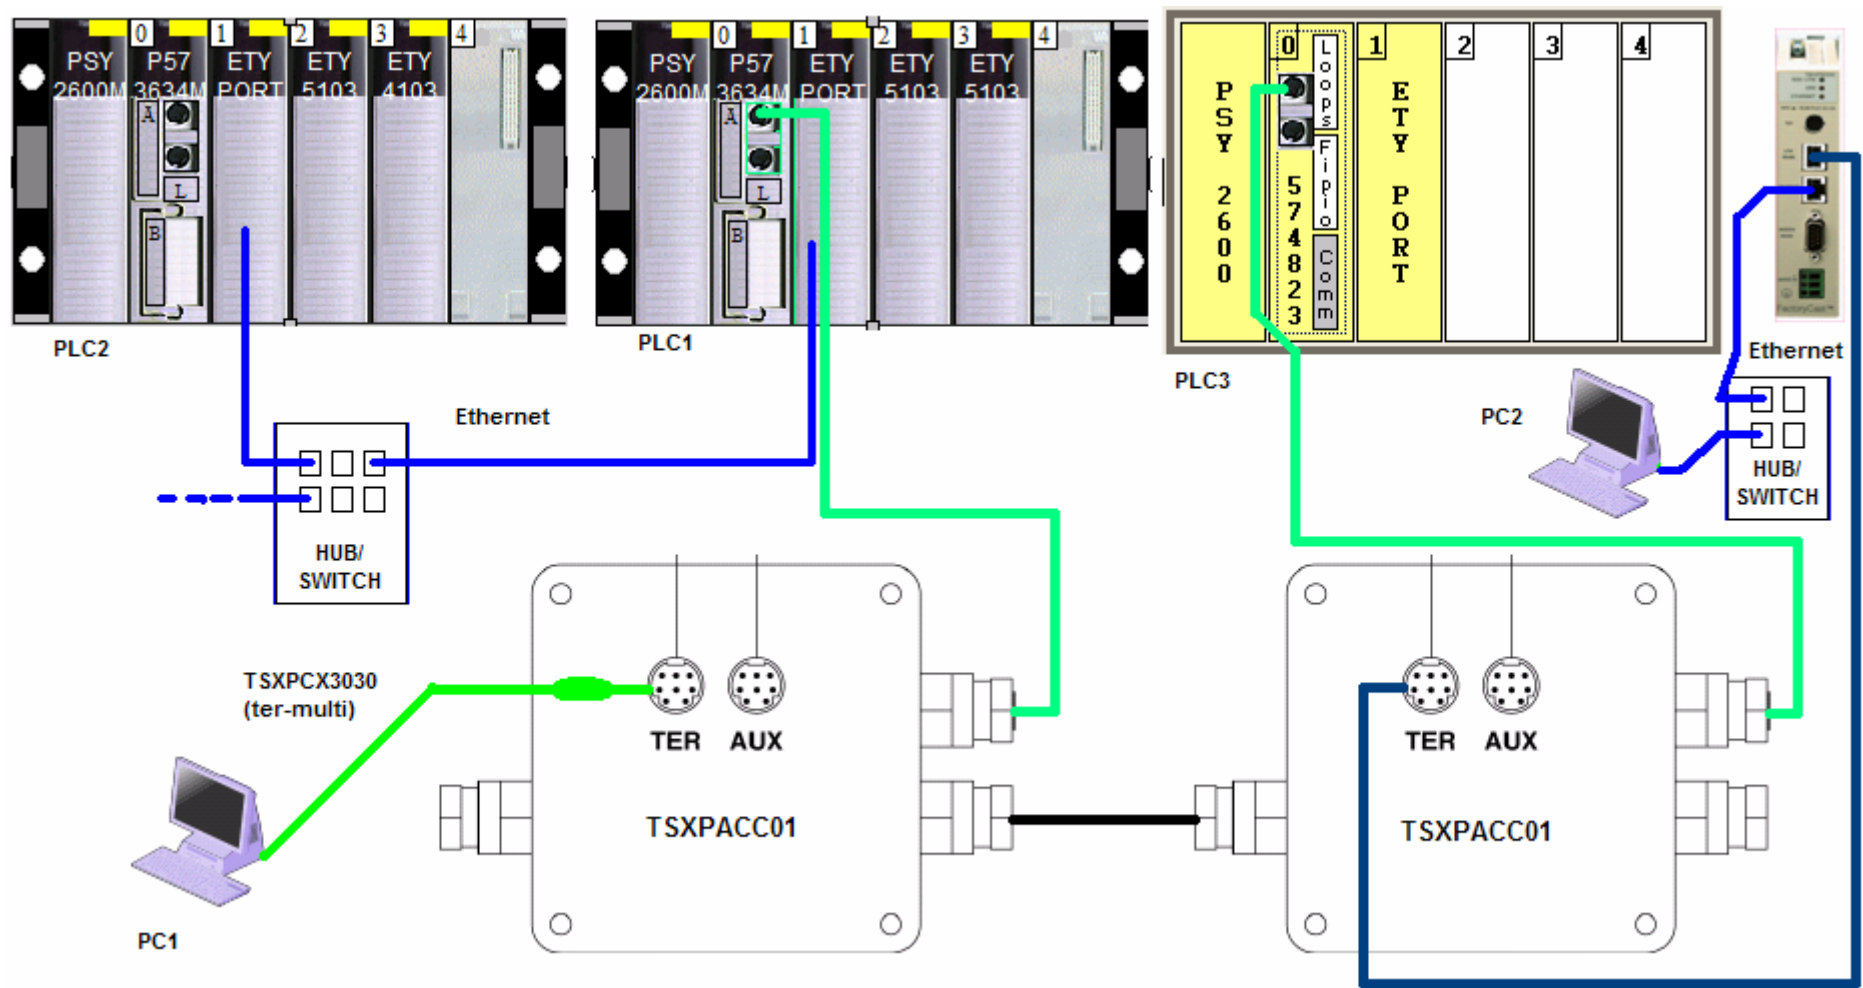 0
1
2
3
4
PSY
2600M
P57
3634M
ETY
PORT
ETY
5103
ETY
4103
A
L
B
PLC2
0
1
2
3
4
PSY
2600M
P57
3634M
ETY
PORT
ETY
5103
ETY
5103
A
L
B
PLC1
0
1
2
3
4
PSY 2600
Loops
Fipio
Com
574823
ETY PORT
PLC3
FactoryCast
Ethernet
PC2
HUB/
SWITCH
Ethernet
HUB/
SWITCH
TSXPCX3030
(ter-multi)
PC1
TER
AUX
TSXPACC01
TER
AUX
TSXPACC01